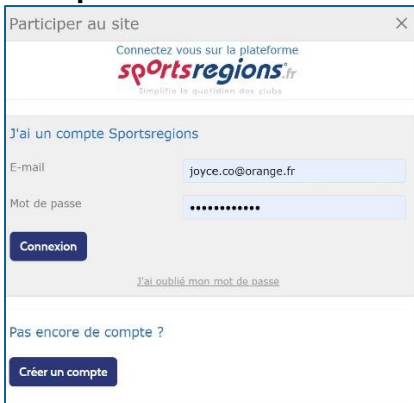 Participer au site
Connectez vous sur la plateforme
sportsregions.fr
Simplifie le quotidien des clubs
J'ai un compte Sportsregions
E-mail
joyce.co@orange.fr
Mot de passe
••••••••••••
Connexion
J'ai oublié mon mot de passe
Pas encore de compte ?
Créer un compte